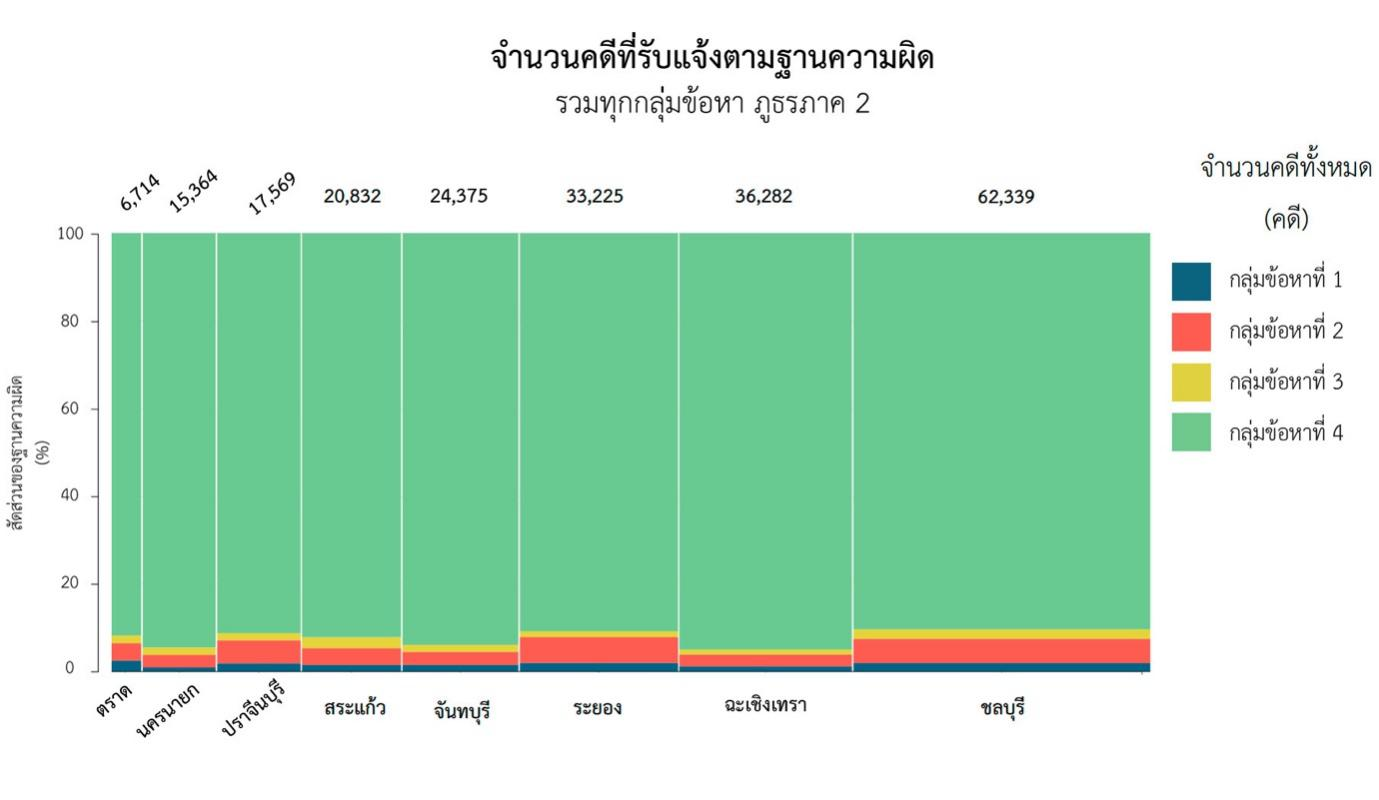 จำนวนคดีที่รับแจ้งตามฐานความผิด
รวมทุกกลุ่มข้อหา ภูธรภาค 2
6,714 15,364 17,569 20,832 24,375 33,225 36,282 62,339
จำนวนคดีทั้งหมด
(คดี)
กลุ่มข้อหาที่ 1
กลุ่มข้อหาที่ 2
กลุ่มข้อหาที่ 3
กลุ่มข้อหาที่ 4
สัดส่วนของฐานความผิด
(%)
100
80
60
40
20
0
ตราด นครนายก ปราจีนบุรี สระแก้ว จันทบุรี ระยอง ฉะเชิงเทรา ชลบุรี